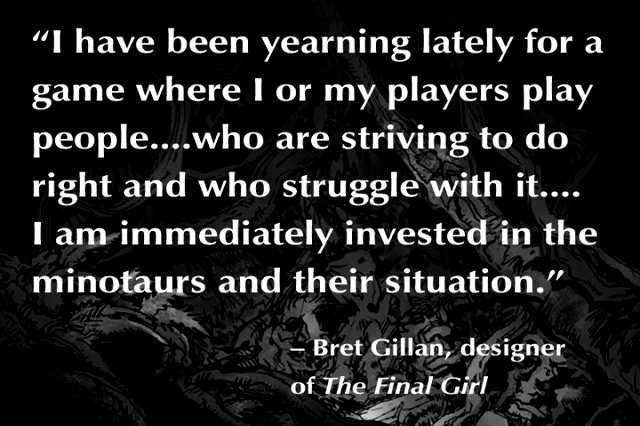 “I have been yearning lately for a
game where I or my players play
people....who are striving to do
right and who struggle with it....
I am immediately invested in the
minotaurs and their situation.”
– Bret Gillan, designer
of The Final Girl